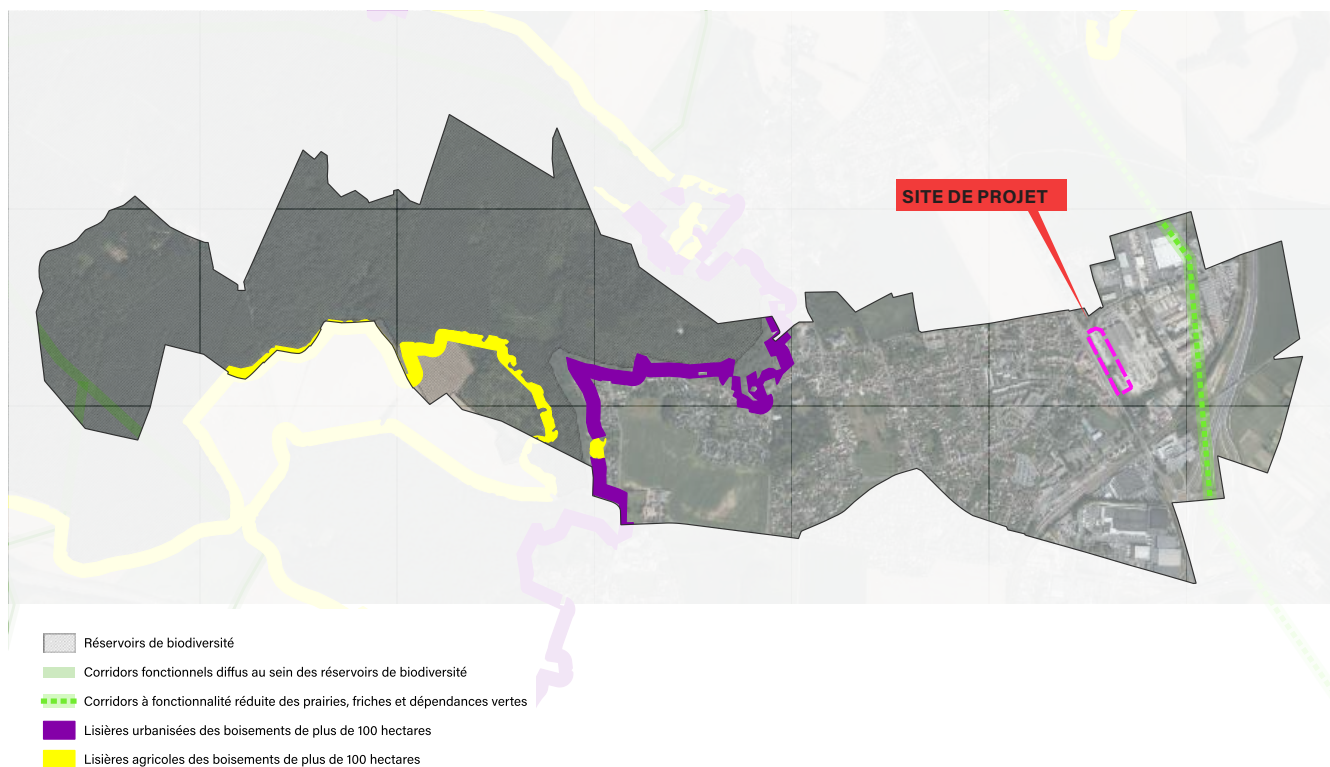 SITE DE PROJET
Réservoirs de biodiversité
Corridors fonctionnels diffus au sein des réservoirs de biodiversité
Corridors à fonctionnalité réduite des prairies, friches et dépendances vertes
Lisières urbanisées des boisements de plus de 100 hectares
Lisières agricoles des boisements de plus de 100 hectares